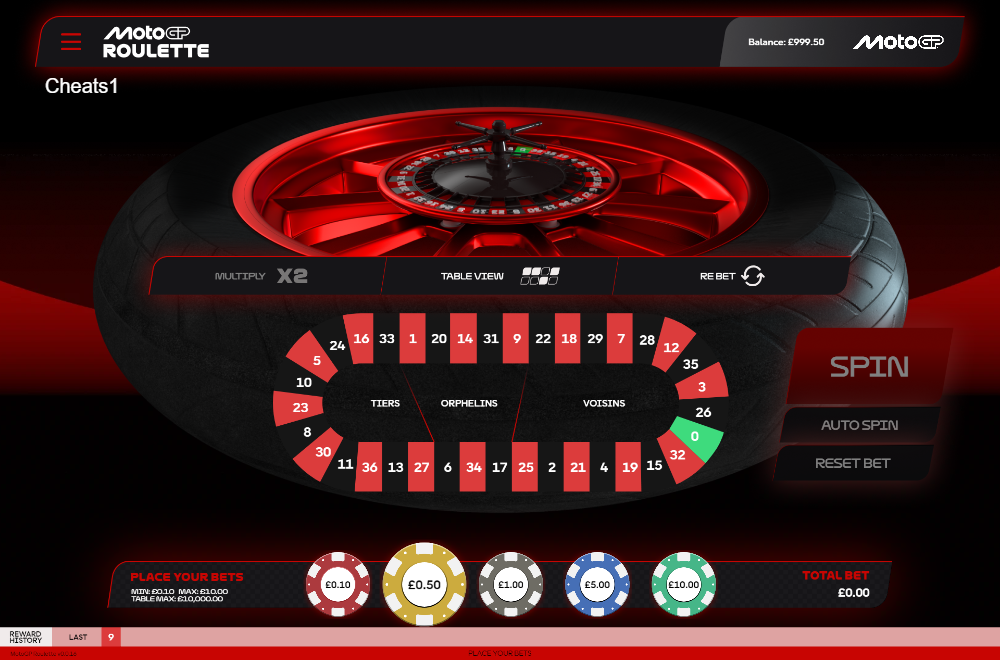 MotoGP
ROULETTE
Balance: £999.50
MotoGP
Cheats1
MULTIPLY X2
TABLE VIEW
RE BET
24 16 33 1 20 14 31 9 22 18 29 7 28 12
5 35
10 3
23 TIERS ORPHELINS VOISINS 26
8 0
30 11 36 13 27 6 34 17 25 2 21 4 19 15 32
SPIN
AUTO SPIN
RESET BET
PLACE YOUR BETS
MIN: £0.10 MAX: £10.00
TABLE MAX: £10,000.00
£0.10
£0.50
£1.00
£5.00
£10.00
TOTAL BET
£0.00
REWARD
HISTORY
LAST
9
PLACE YOUR BETS